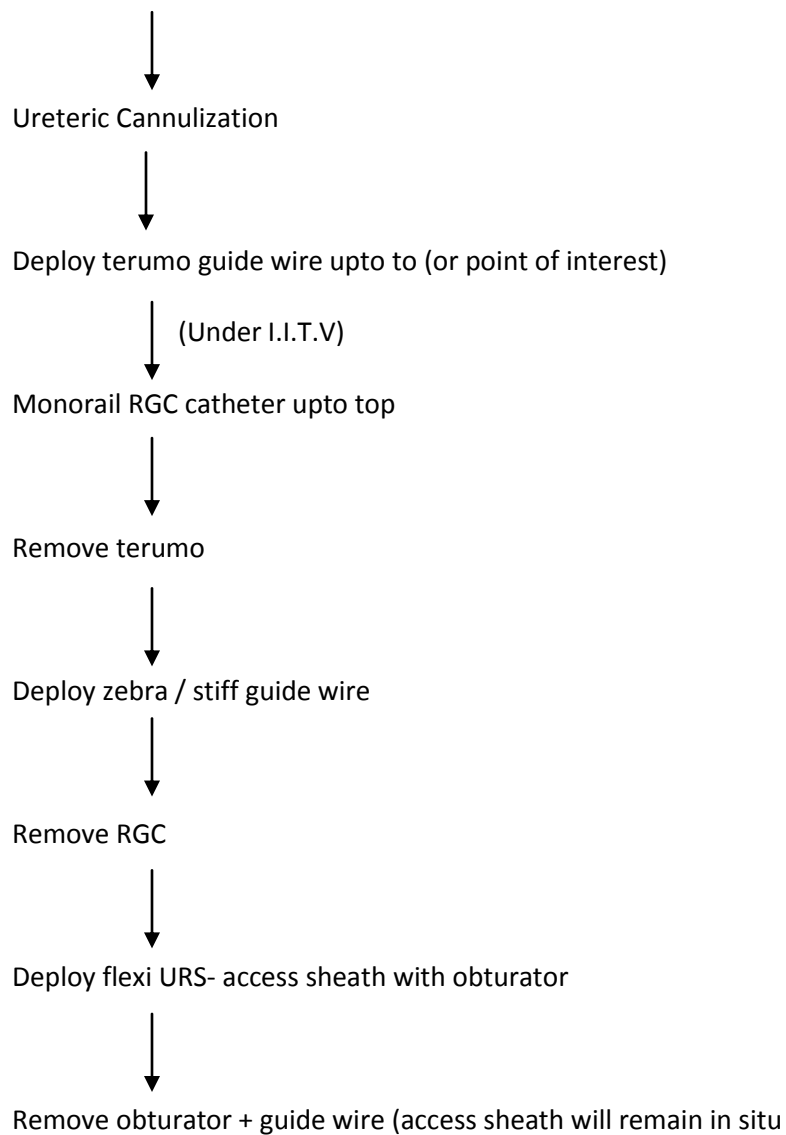 Ureteric Cannulization
Deploy terumo guide wire upto to (or point of interest)
(Under I.I.T.V)
Monorail RGC catheter upto top
Remove terumo
Deploy zebra / stiff guide wire
Remove RGC
Deploy flexi URS- access sheath with obturator
Remove obturator + guide wire (access sheath will remain in situ